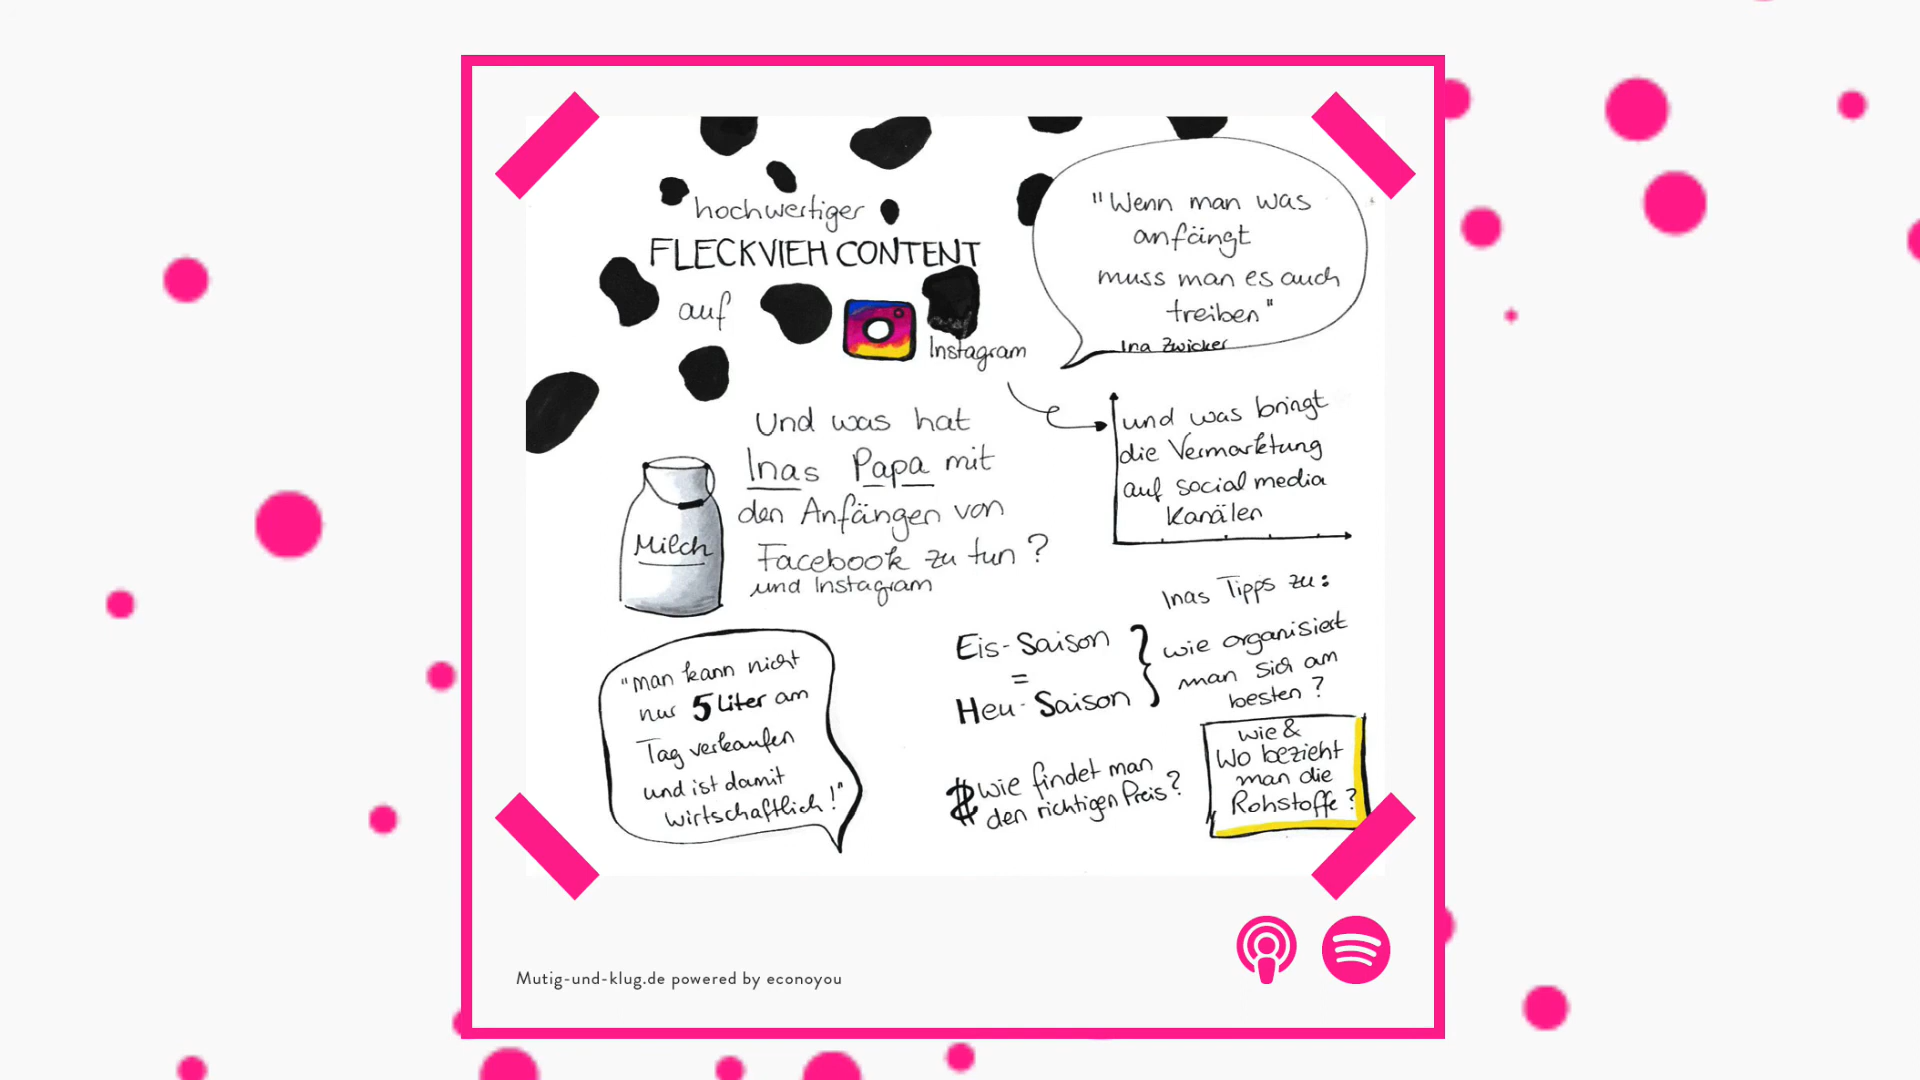 hochwertiger
FLECKVIEH CONTENT
auf
Instagram
"Wenn man was
anfängt
muss man es auch
treiben"
Ina Zwicker
Und was hat
Inas Papa mit
den Anfängen von
Facebook zu tun?
und Instagram
Milch
und was bringt
die Vermarktung
auf social media
Kanälen
"man kann nicht
nur 5 Liter am
Tag verkaufen
und ist damit
wirtschaftlich!"
Eis-Saison
=
Heu-Saison
Inas Tipps zu:
wie organisiert
man sich am
besten?
wie findet man
den richtigen Preis?
wie &
Wo bezieht
man die
Rohstoffe?
Mutig-und-klug.de powered by econoyou